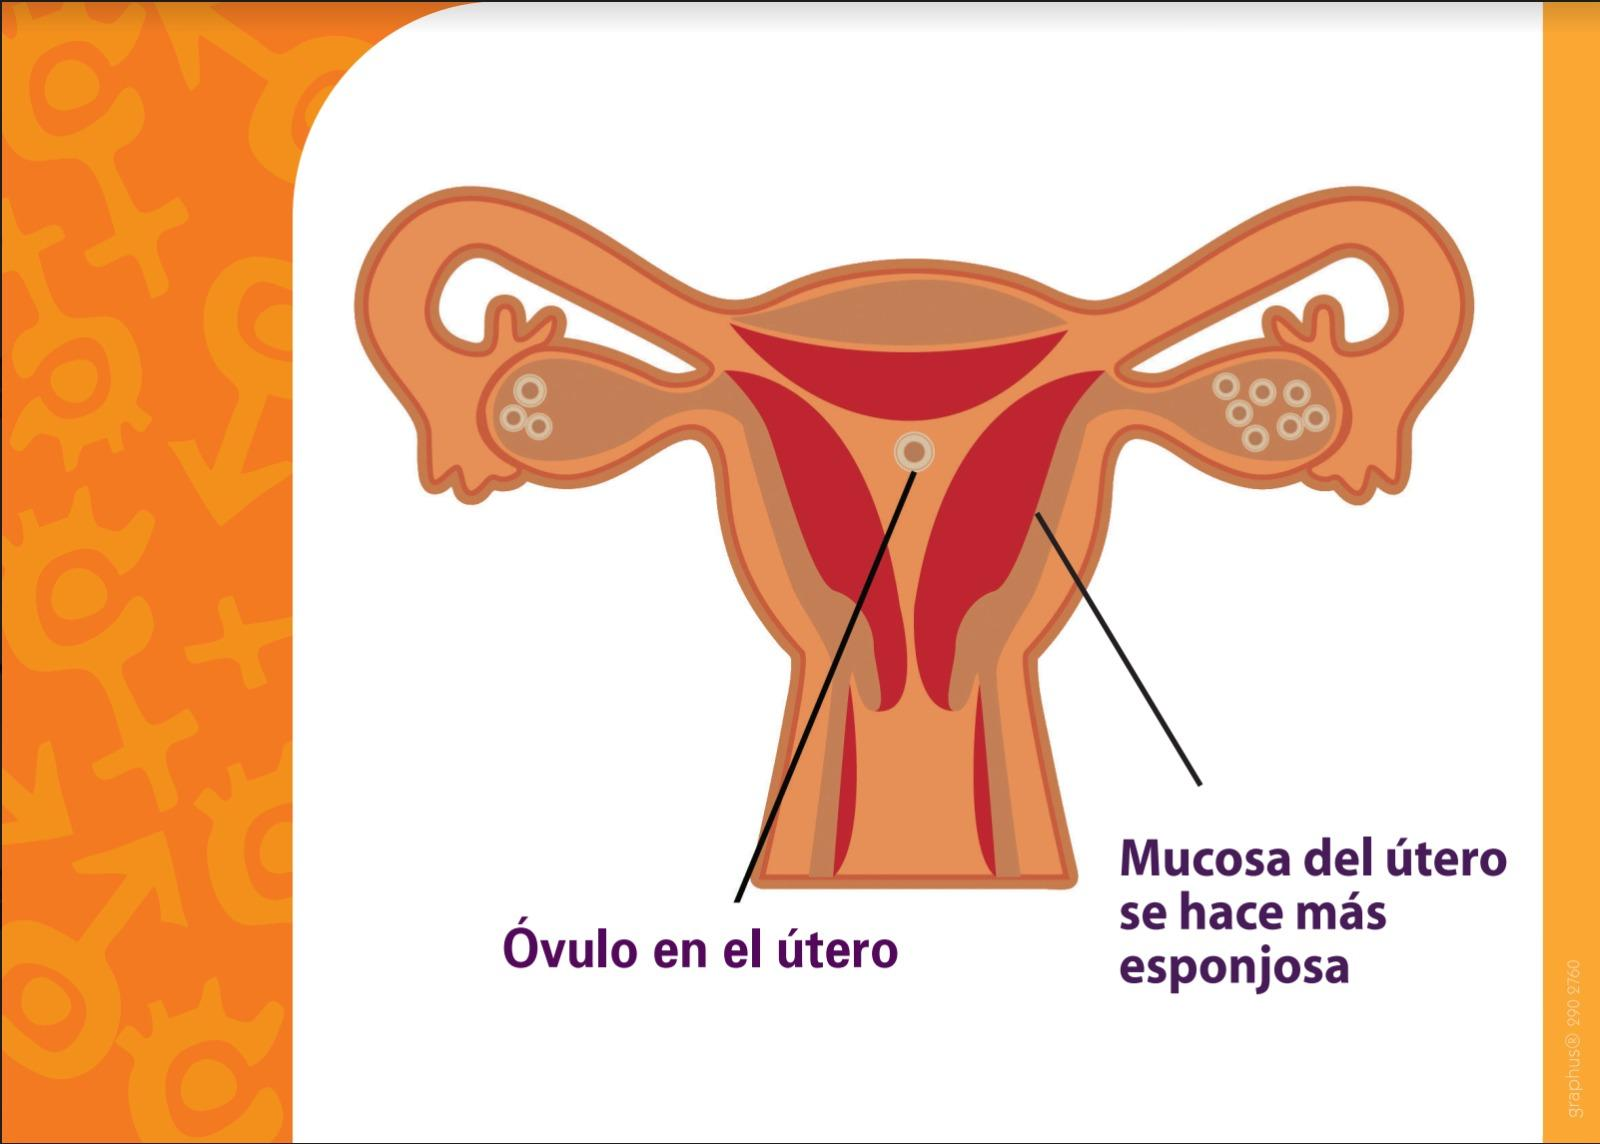 Óvulo en el útero
Mucosa del útero
se hace más
esponjosa
graphus® 290 2760